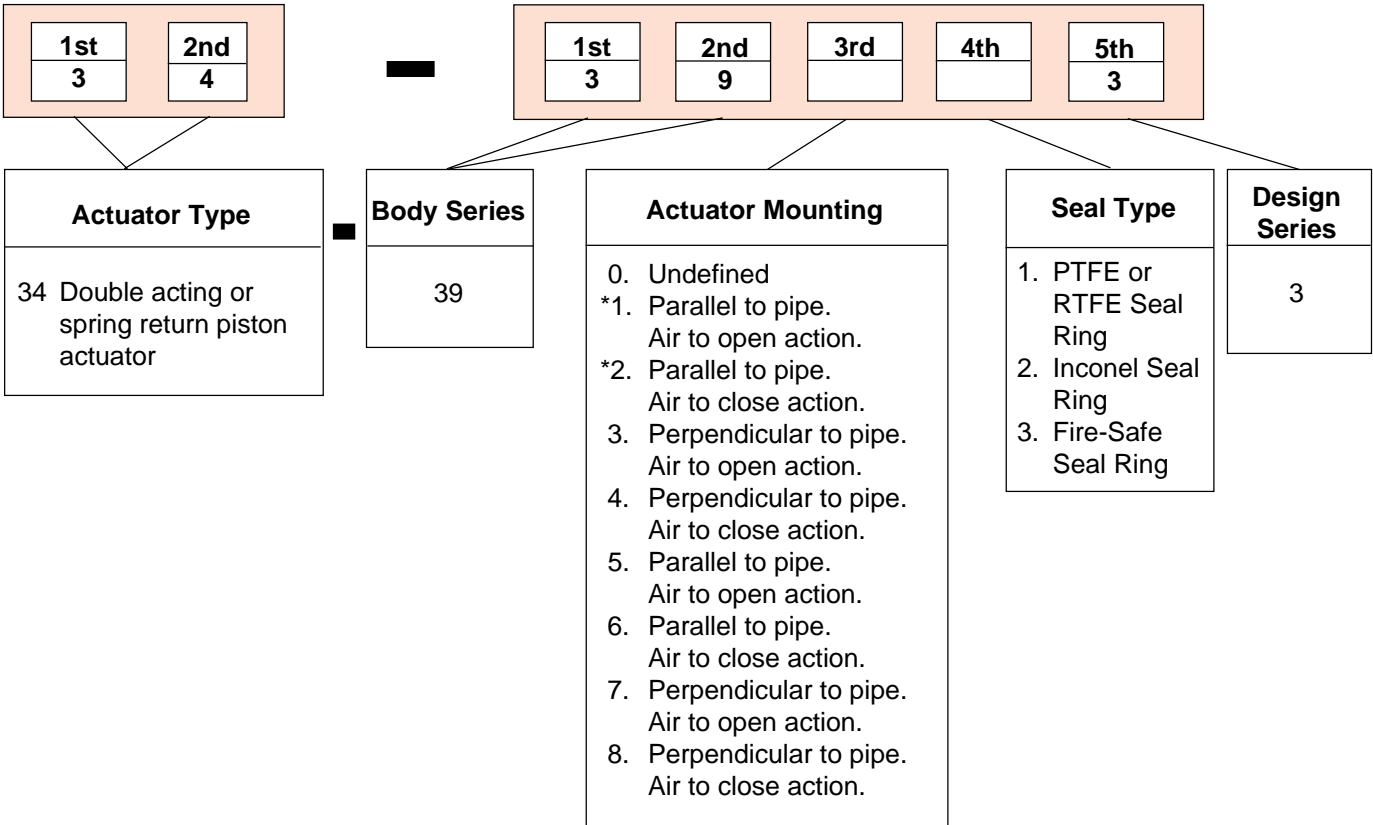 1st
3
2nd
4
1st
3
2nd
9
3rd
4th
5th
3
Actuator Type
34 Double acting or
spring return piston
actuator
Body Series
39
Actuator Mounting
0. Undefined
*1. Parallel to pipe.
Air to open action.
*2. Parallel to pipe.
Air to close action.
3. Perpendicular to pipe.
Air to open action.
4. Perpendicular to pipe.
Air to close action.
5. Parallel to pipe.
Air to open action.
6. Parallel to pipe.
Air to close action.
7. Perpendicular to pipe.
Air to open action.
8. Perpendicular to pipe.
Air to close action.
Seal Type
1. PTFE or
RTFE Seal
Ring
2. Inconel Seal
Ring
3. Fire-Safe
Seal Ring
Design
Series
3